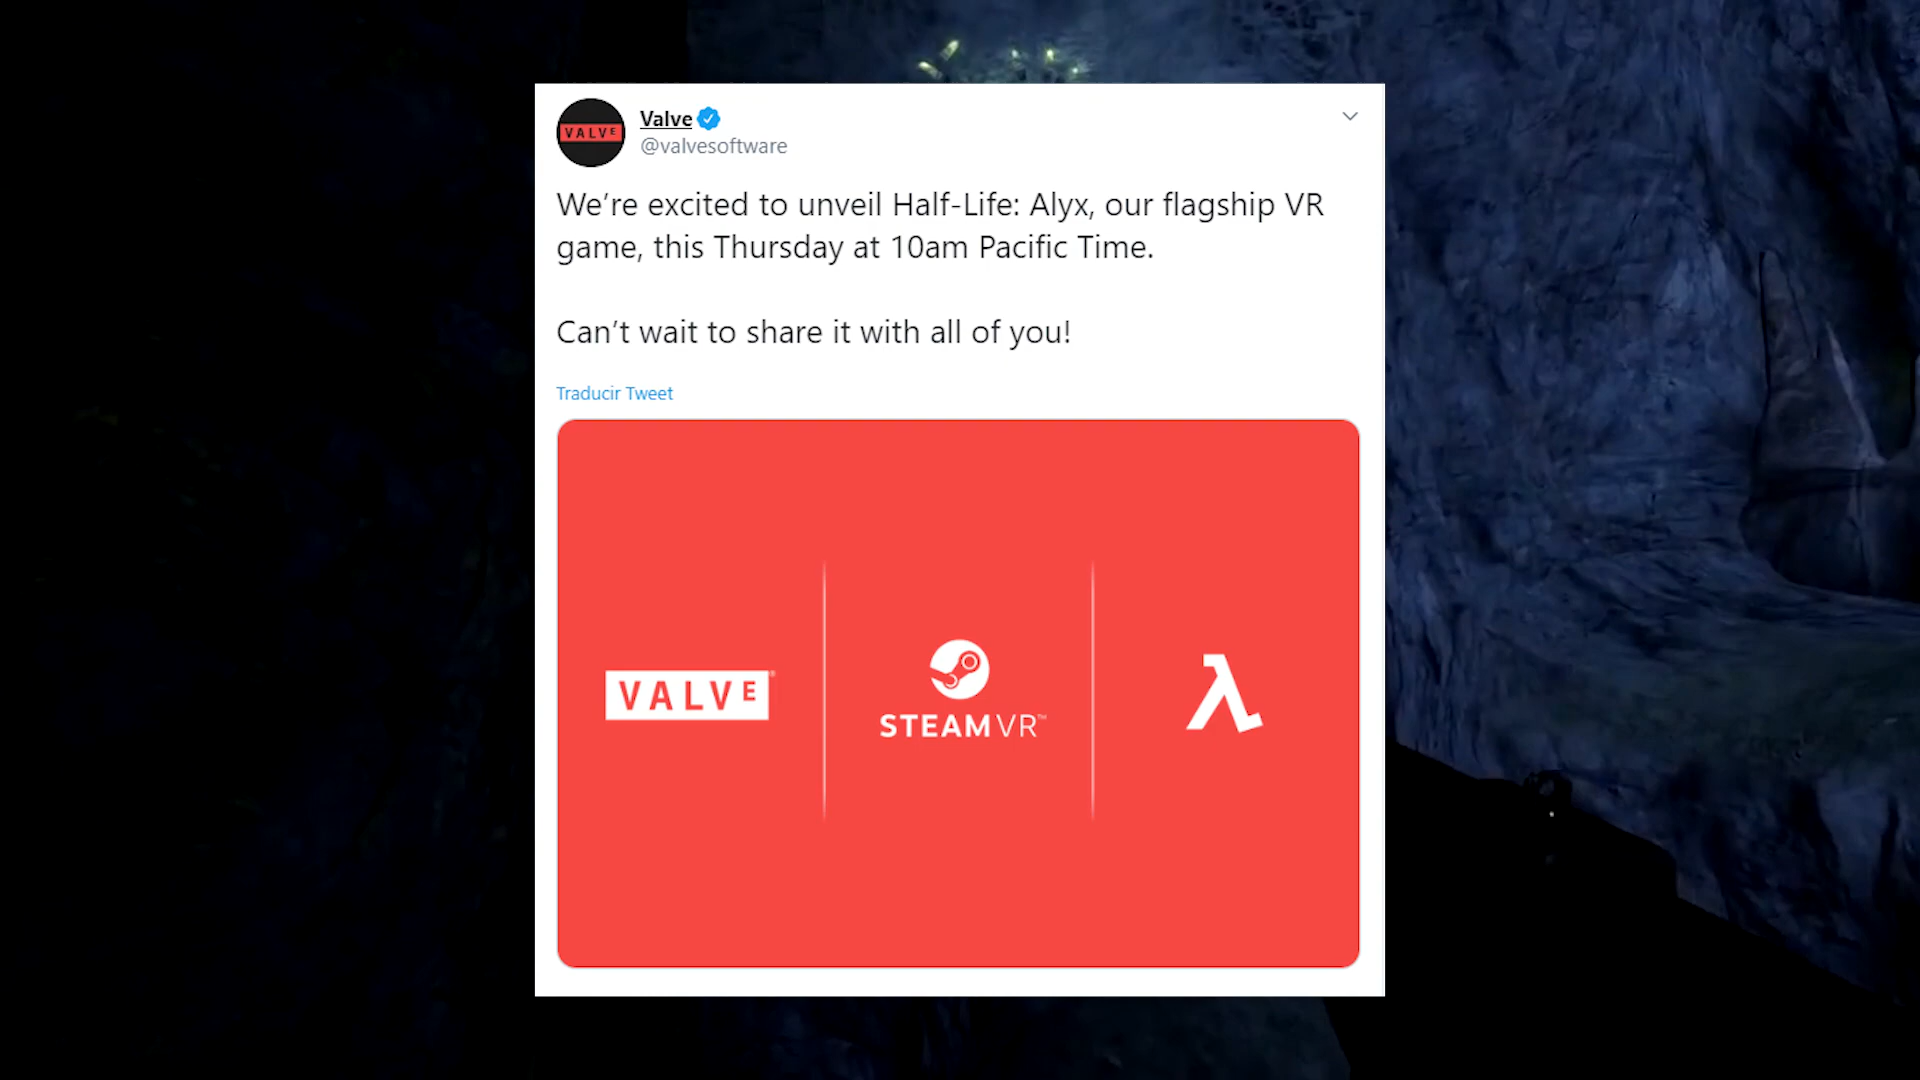 VALVE
Valve
@valvesoftware
We’re excited to unveil Half-Life: Alyx, our flagship VR
game, this Thursday at 10am Pacific Time.
Can’t wait to share it with all of you!
Traducir Tweet
VALVE®
STEAMVR™
λ